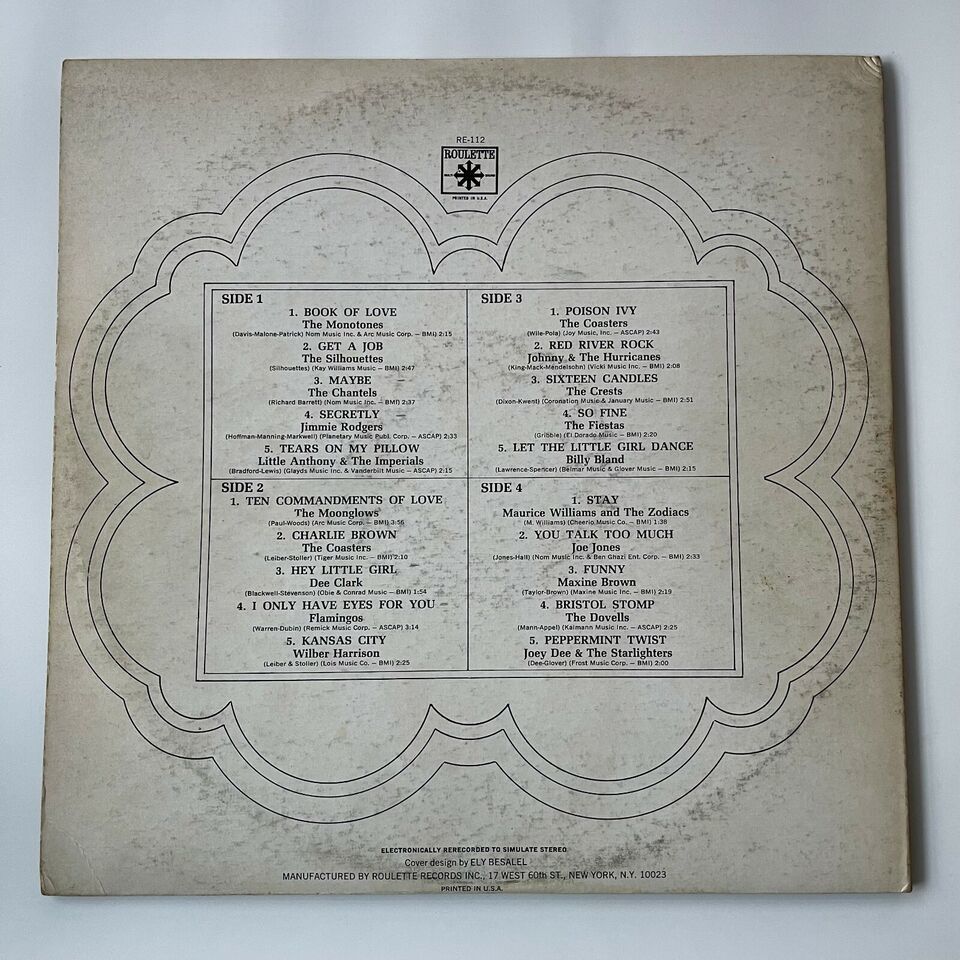 RE-112
ROULETTE
PRINTED IN U.S.A.
SIDE 1
1. BOOK OF LOVE
The Monotones
(Davis-Malone-Patrick) Nom Music Inc. & Arc Music Corp. — BMI) 2:15
2. GET A JOB
The Silhouettes
(Silhouettes) (Kay Williams Music — BMI) 2:47
3. MAYBE
The Chantels
(Richard Barrett) (Nom Music Inc. — BMI) 2:37
4. SECRETLY
Jimmie Rodgers
(Hoffman-Manning-Markwell) (Planetary Music Publ. Corp. — ASCAP) 2:33
5. TEARS ON MY PILLOW
Little Anthony & The Imperials
(Bradford-Lewis) (Glayds Music Inc. & Vanderbilt Music — ASCAP) 2:15
SIDE 2
1. TEN COMMANDMENTS OF LOVE
The Moonglows
(Paul-Woods) (Arc Music Corp. — BMI) 3:56
2. CHARLIE BROWN
The Coasters
(Leiber-Stoller) (Tiger Music Inc. — BMI) 2:10
3. HEY LITTLE GIRL
Dee Clark
(Blackwell-Stevenson) (Obie & Conrad Music — BMI) 1:54
4. I ONLY HAVE EYES FOR YOU
Flamingos
(Warren-Dubin) (Remick Music Corp. — ASCAP) 3:14
5. KANSAS CITY
Wilber Harrison
(Leiber & Stoller) (Lois Music Co. — BMI) 2:25
SIDE 3
1. POISON IVY
The Coasters
(Wile-Pola) (Joy Music, Inc. — ASCAP) 2:43
2. RED RIVER ROCK
Johnny & The Hurricanes
(King-Mack-Mendelsohn) (Vicki Music Inc. — BMI) 2:08
3. SIXTEEN CANDLES
The Crests
(Dixon-Kwent) (Coronation Music & January Music — BMI) 2:51
4. SO FINE
The Fiestas
(Gribble) (El Dorado Music — BMI) 2:20
5. LET THE LITTLE GIRL DANCE
Billy Bland
(Lawrence-Spencer) (Belmar Music & Glover Music — BMI) 2:15
SIDE 4
1. STAY
Maurice Williams and The Zodiacs
(M. Williams) (Cheerio Music Co. — BMI) 1:38
2. YOU TALK TOO MUCH
Joe Jones
(Jones-Hall) (Nom Music Inc. & Ben Ghazi Ent. Corp. — BMI) 2:33
3. FUNNY
Maxine Brown
(Taylor-Brown) (Maxine Music Inc. — BMI) 2:19
4. BRISTOL STOMP
The Dovells
(Mann-Appel) (Kalmann Music Inc. — ASCAP) 2:25
5. PEPPERMINT TWIST
Joey Dee & The Starlighters
(Dee-Glover) (Frost Music Corp. — BMI) 2:00
ELECTRONICALLY RERECORDED TO SIMULATE STEREO
Cover design by ELY BESALEL
MANUFACTURED BY ROULETTE RECORDS INC., 17 WEST 60th ST., NEW YORK, N.Y. 10023
PRINTED IN U.S.A.